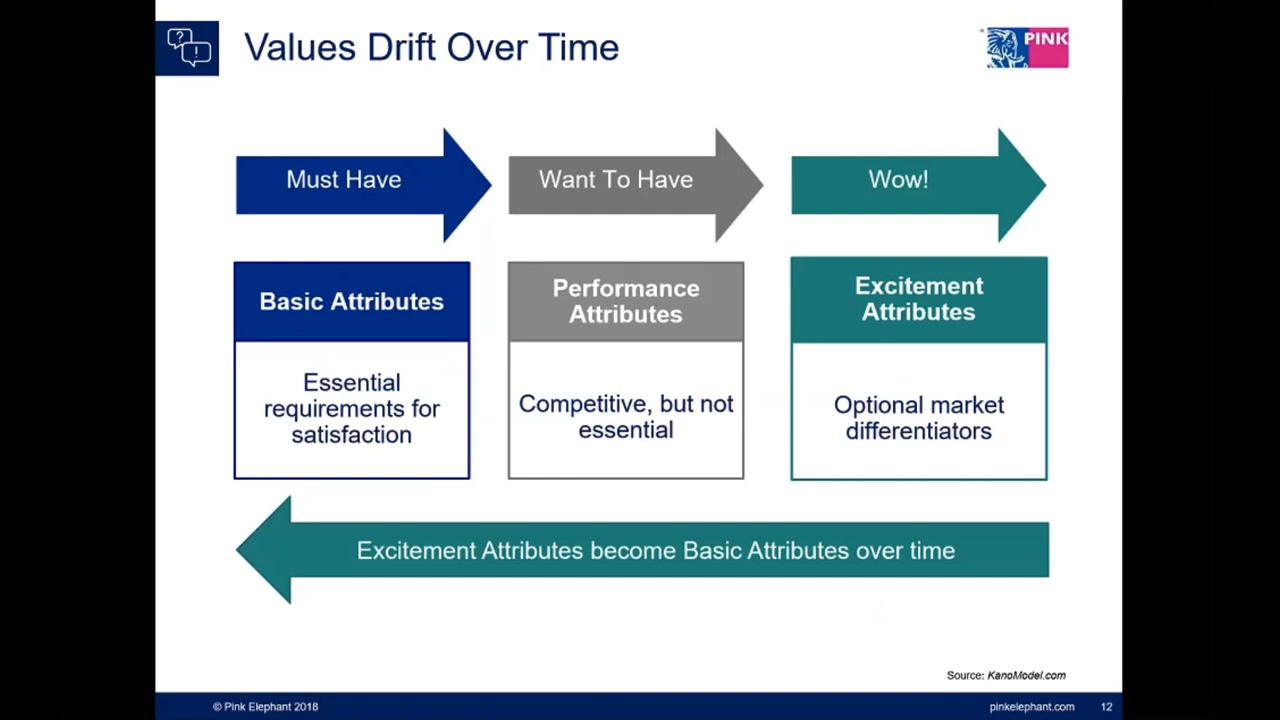 ? !
Values Drift Over Time
PINK
Must Have
Want To Have
Wow!
Basic Attributes
Essential
requirements for
satisfaction
Performance
Attributes
Competitive, but not
essential
Excitement
Attributes
Optional market
differentiators
Excitement Attributes become Basic Attributes over time
Source: KanoModel.com
© Pink Elephant 2018
pinkelephant.com
12